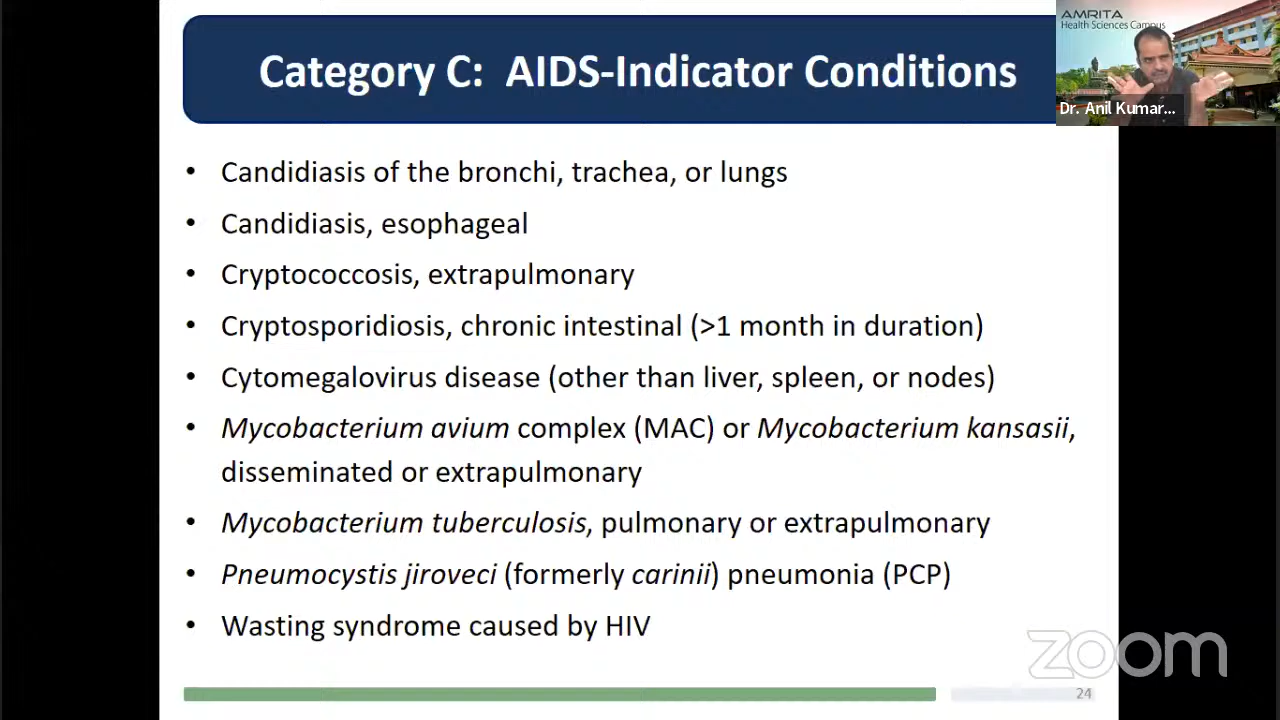 Category C: AIDS-Indicator Conditions
AMRITA
Health Sciences Campus
Dr. Anil Kumar...
• Candidiasis of the bronchi, trachea, or lungs
• Candidiasis, esophageal
• Cryptococcosis, extrapulmonary
• Cryptosporidiosis, chronic intestinal (>1 month in duration)
• Cytomegalovirus disease (other than liver, spleen, or nodes)
• Mycobacterium avium complex (MAC) or Mycobacterium kansasii,
disseminated or extrapulmonary
• Mycobacterium tuberculosis, pulmonary or extrapulmonary
• Pneumocystis jiroveci (formerly carinii) pneumonia (PCP)
• Wasting syndrome caused by HIV
zoom
24